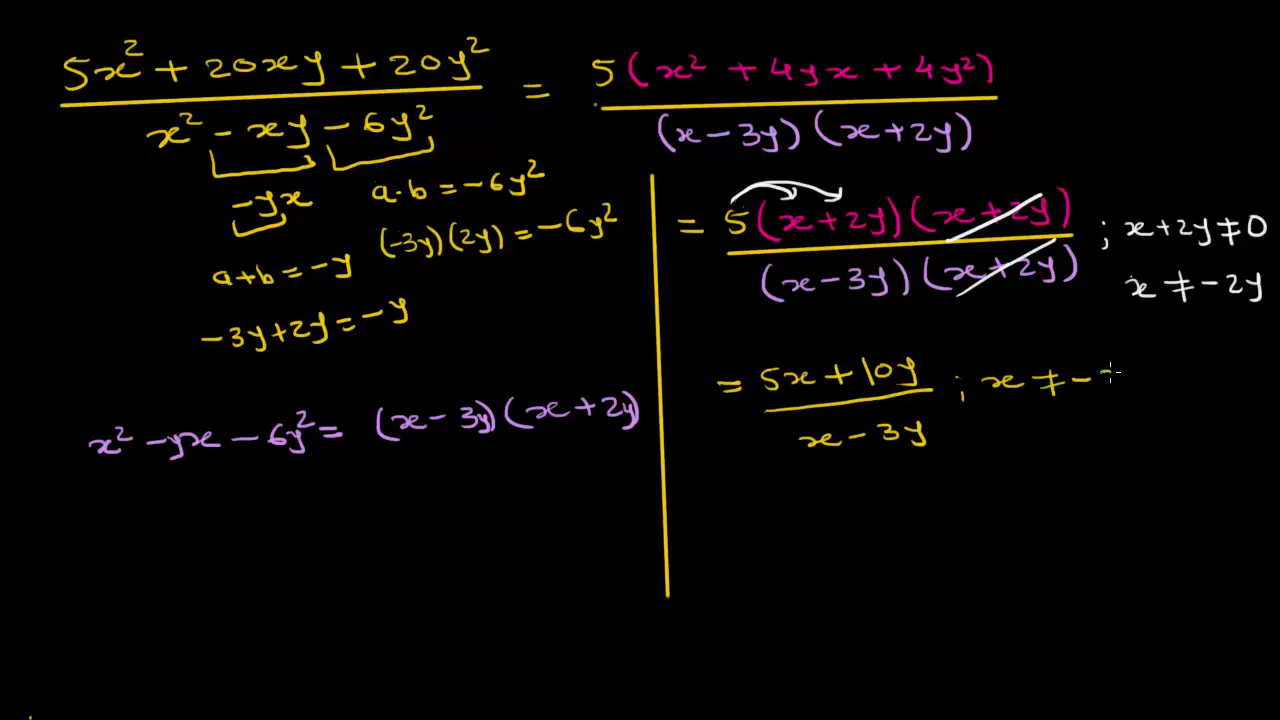 5x² + 20xy + 20y² / x² - xy - 6y² = 5(x² + 4yx + 4y²) / (x - 3y)(x + 2y)
-yx
a·b = -6y²
(-3y)(2y) = -6y²
a+b = -y
-3y+2y = -y
x² - yx - 6y² = (x - 3y)(x + 2y)
= 5(x + 2y)(x + 2y) / (x - 3y)(x + 2y) ; x + 2y ≠ 0
x ≠ -2y
= 5x + 10y / x - 3y ; x ≠ -